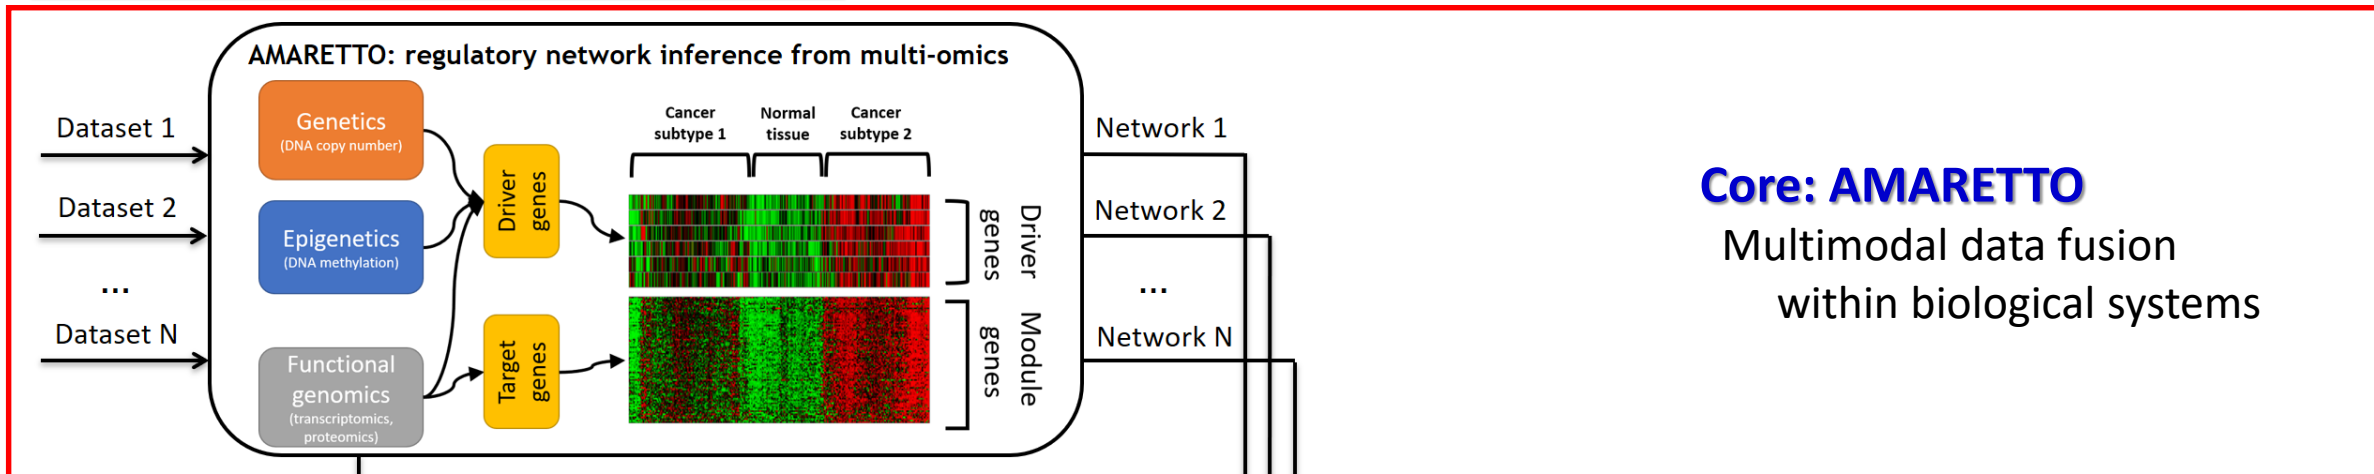 AMARETTO: regulatory network inference from multi-omics
Dataset 1
Dataset 2
...
Dataset N
Genetics
(DNA copy number)
Epigenetics
(DNA methylation)
Functional
genomics
(transcriptomics,
proteomics)
Driver
genes
Target
genes
Cancer
subtype 1
Normal
tissue
Cancer
subtype 2
Driver
genes
Module
genes
Network 1
Network 2
...
Network N
Core: AMARETTO
Multimodal data fusion
within biological systems